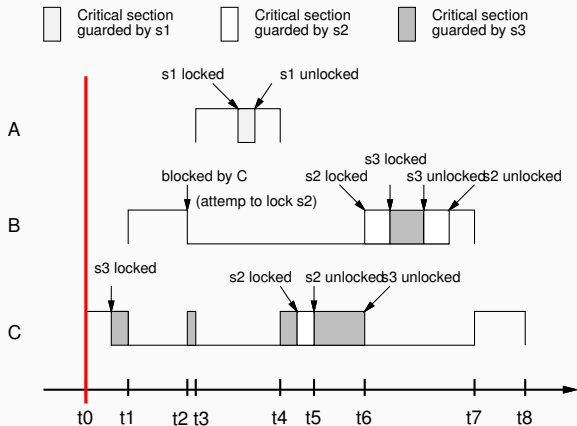 Critical section
guarded by s1
Critical section
guarded by s2
Critical section
guarded by s3
s1 locked
s1 unlocked
A
s3 locked
blocked by C
s2 locked
s3 unlocked
s2 unlocked
(attemp to lock s2)
B
s3 locked
s2 locked
s2 unlocked
s3 unlocked
C
t0 t1 t2 t3 t4 t5 t6 t7 t8